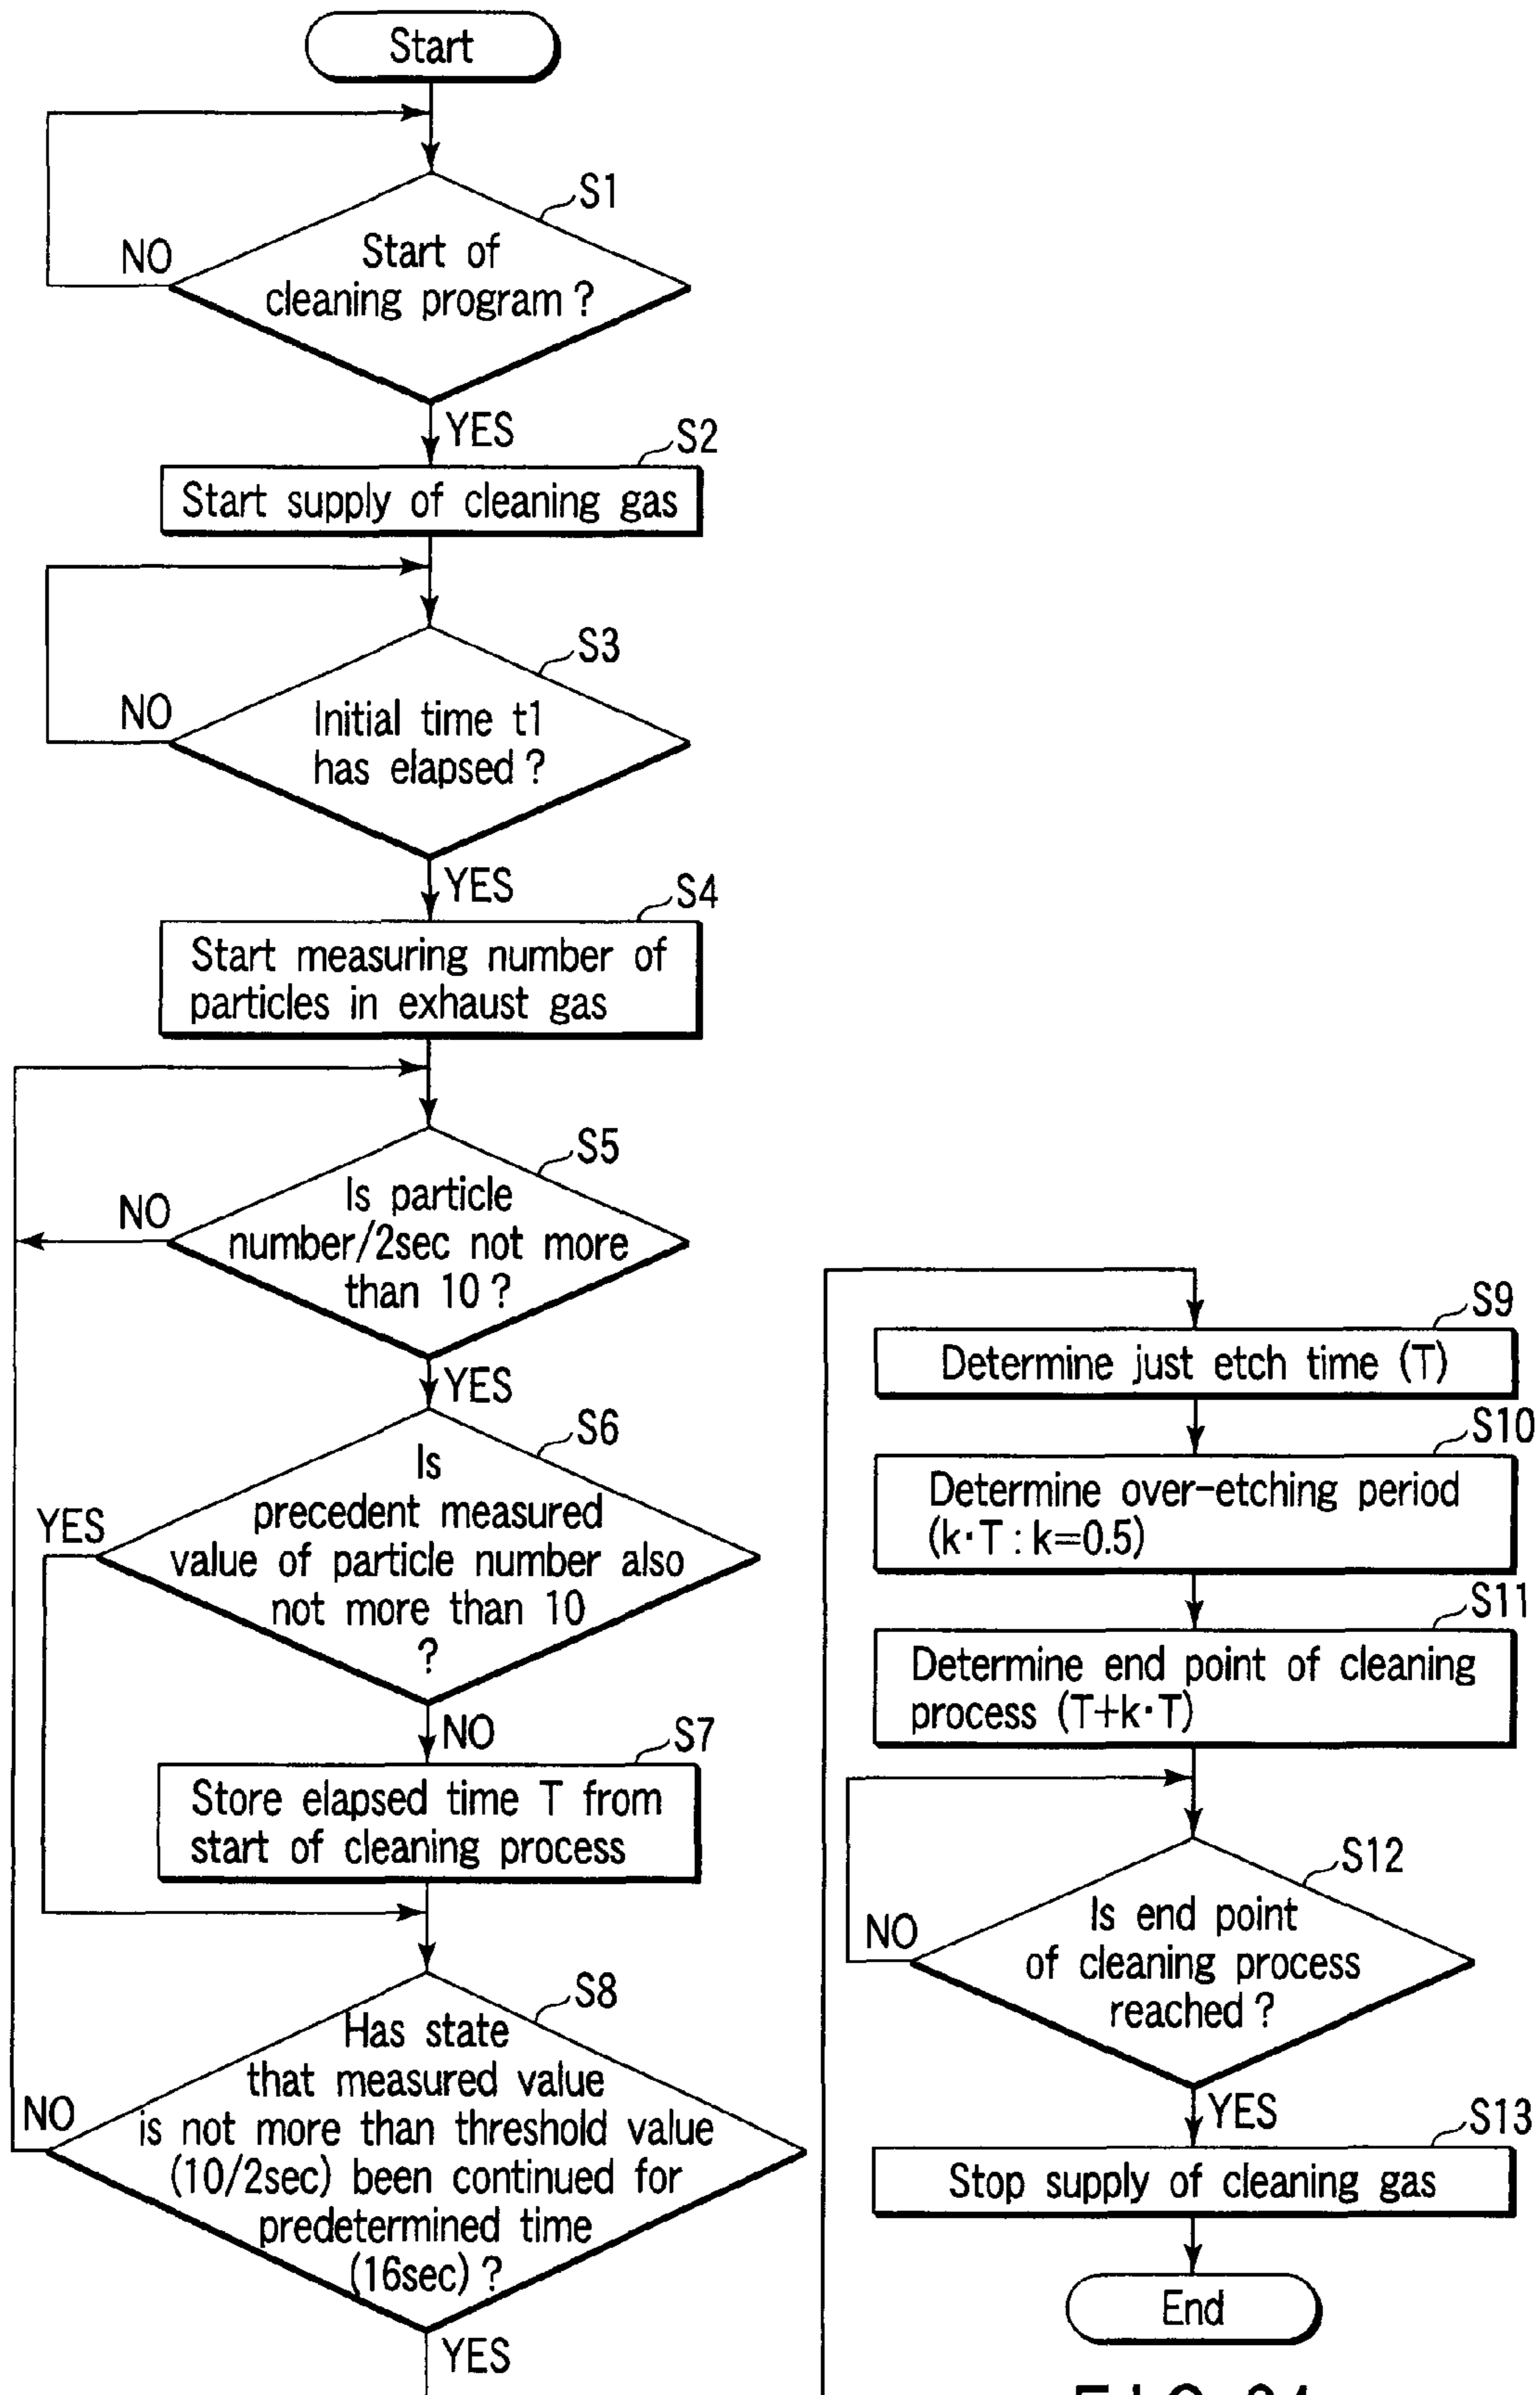 Start
S1
Start of
cleaning program ?
NO
YES
S2
Start supply of cleaning gas
S3
Initial time t1
has elapsed ?
NO
YES
S4
Start measuring number of
particles in exhaust gas
S5
Is particle
number/2sec not more
than 10 ?
NO
YES
S6
Is
precedent measured
value of particle number also
not more than 10
?
YES
NO
S7
Store elapsed time T from
start of cleaning process
S8
Has state
that measured value
is not more than threshold value
(10/2sec) been continued for
predetermined time
(16sec) ?
NO
YES
S9
Determine just etch time (T)
S10
Determine over-etching period
(k·T : k=0.5)
S11
Determine end point of cleaning
process (T+k·T)
S12
Is end point
of cleaning process
reached ?
NO
YES
S13
Stop supply of cleaning gas
End